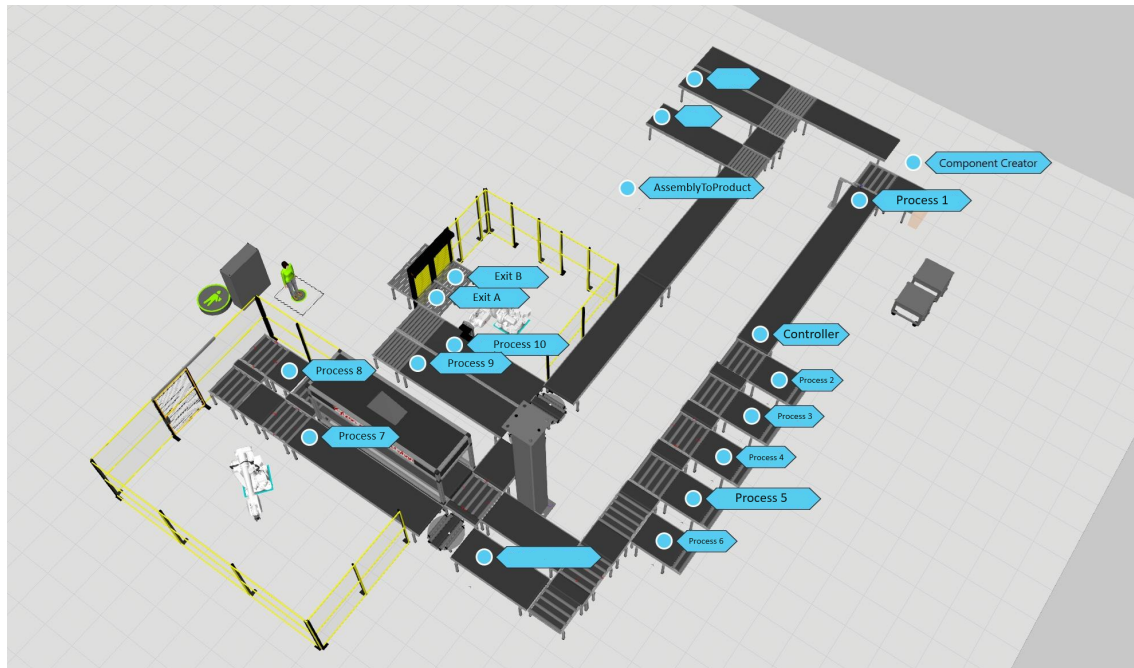 Component Creator
AssemblyToProduct
Process 1
Exit B
Exit A
Controller
Process 10
Process 9
Process 8
Process 2
Process 3
Process 7
Process 4
Process 5
Process 6